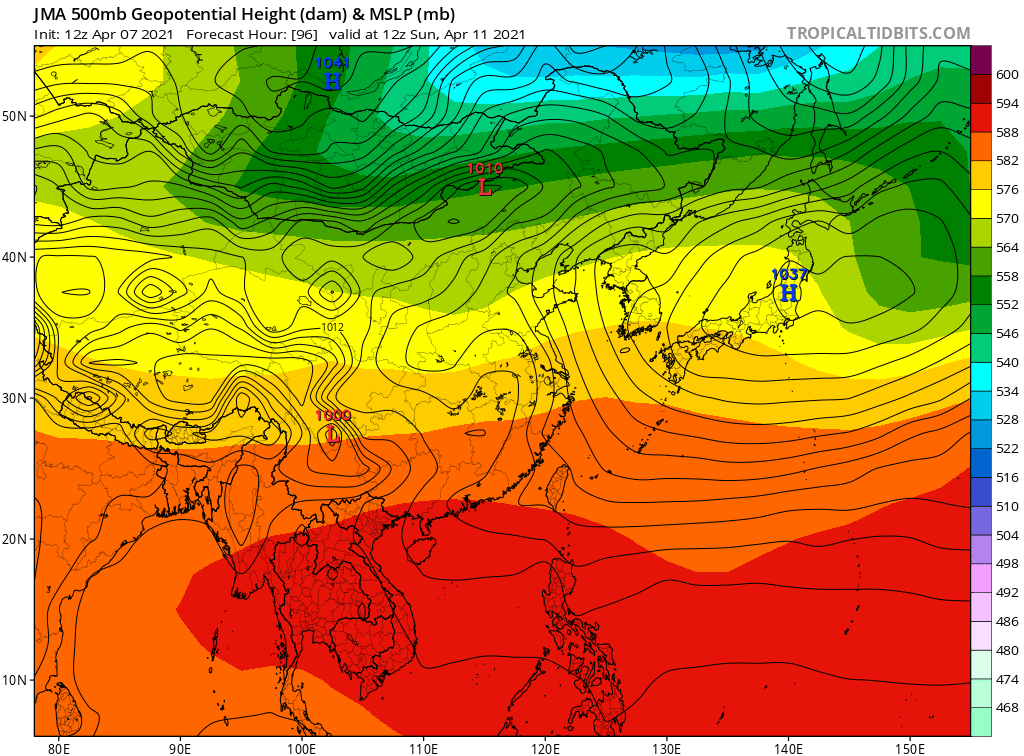 JMA 500mb Geopotential Height (dam) & MSLP (mb)
Init: 12z Apr 07 2021 Forecast Hour: [96] valid at 12z Sun, Apr 11 2021
TROPICALTIDBITS.COM
1041
H
1010
L
1037
H
1012
1000
L
50N
40N
30N
20N
10N
80E 90E 100E 110E 120E 130E 140E 150E
600
594
588
582
576
570
564
558
552
546
540
534
528
522
516
510
504
498
492
486
480
474
468